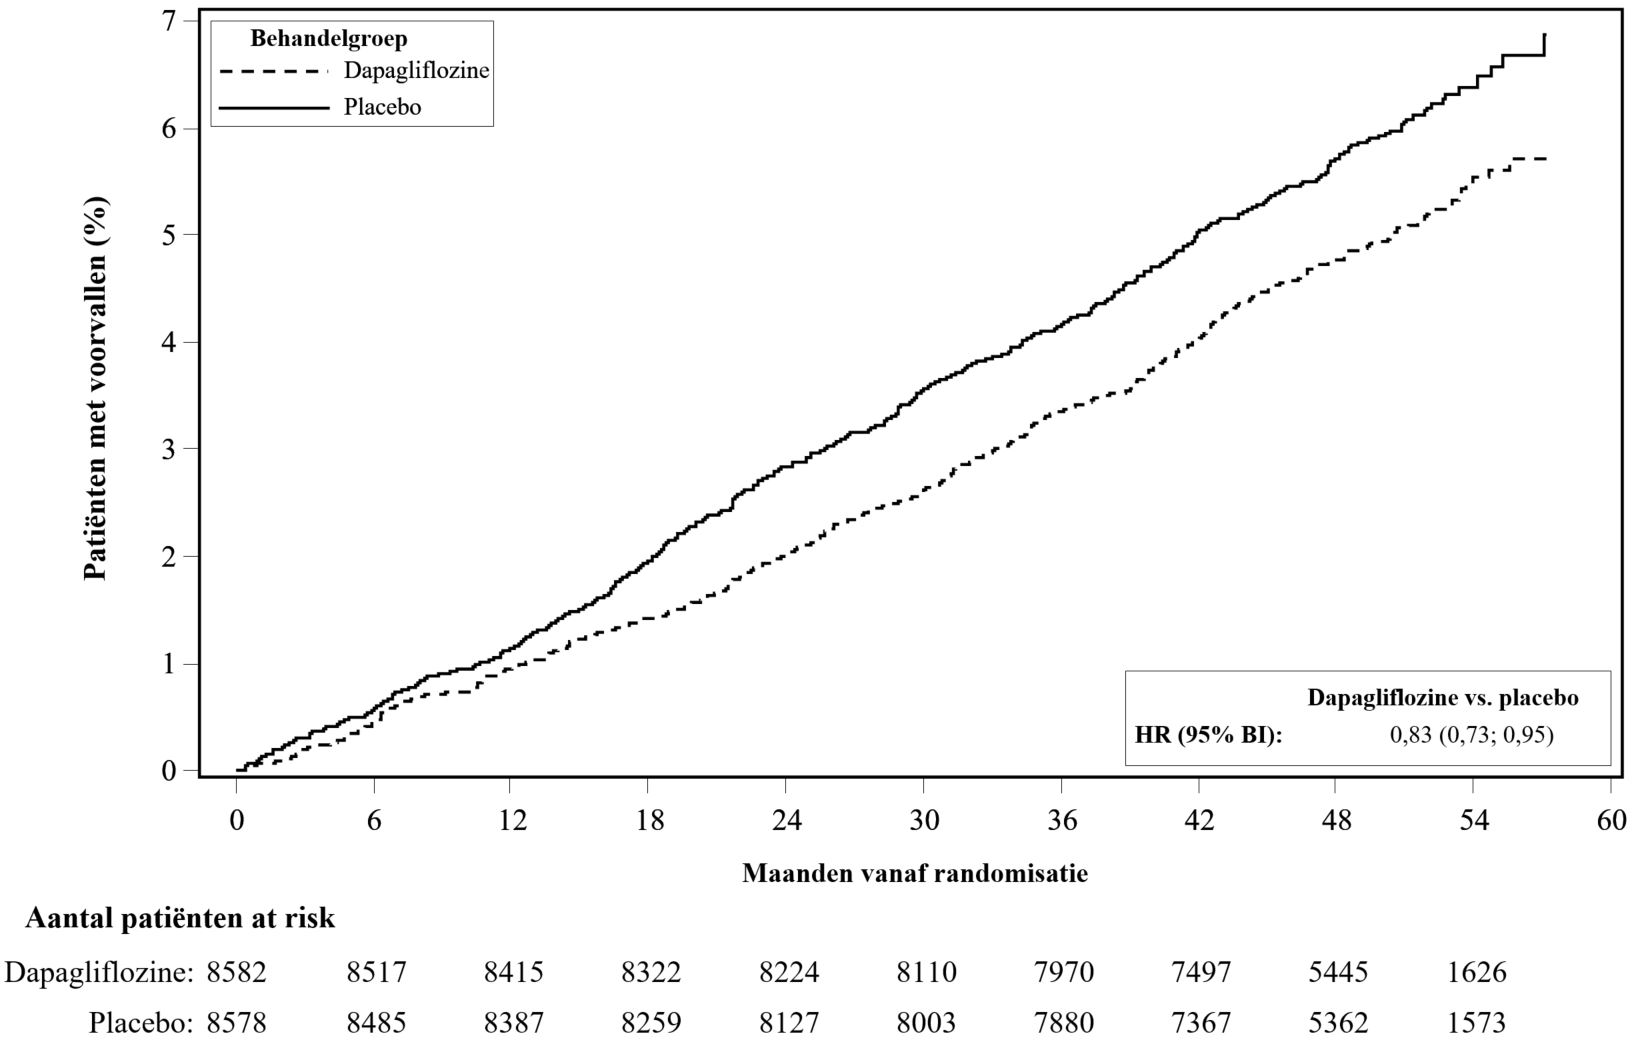 7
6
5
4
3
2
1
0
Patiënten met voorvallen (%)
Behandelgroep
Dapagliflozine
Placebo
Dapagliflozine vs. placebo
HR (95% BI): 0,83 (0,73; 0,95)
0 6 12 18 24 30 36 42 48 54 60
Maanden vanaf randomisatie
Aantal patiënten at risk
Dapagliflozine: 8582 8517 8415 8322 8224 8110 7970 7497 5445 1626
Placebo: 8578 8485 8387 8259 8127 8003 7880 7367 5362 1573